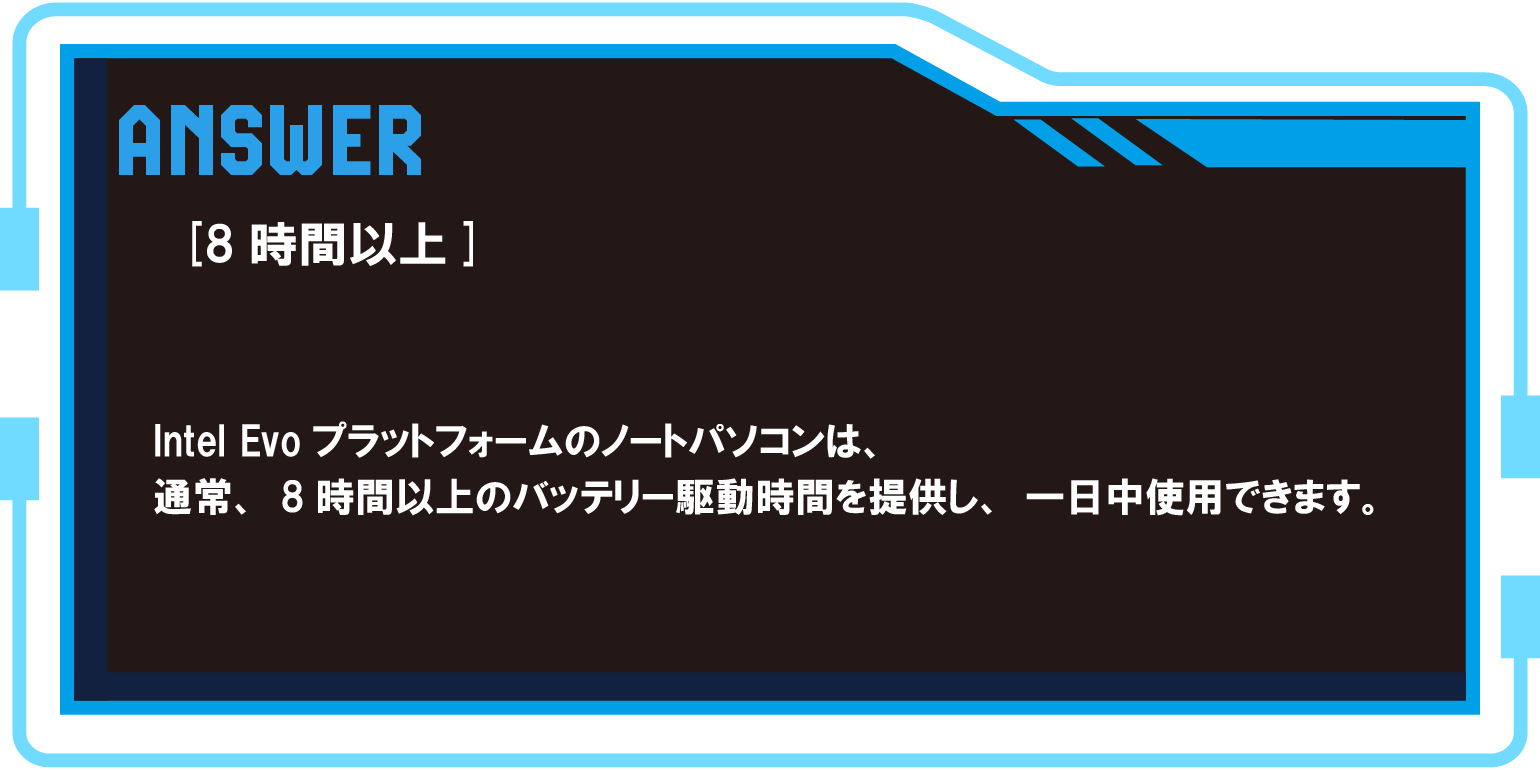 ANSWER
[8 時間以上 ]
Intel Evo プラットフォームのノートパソコンは、
通常、 8 時間以上のバッテリー駆動時間を提供し、 一日中使用できます。